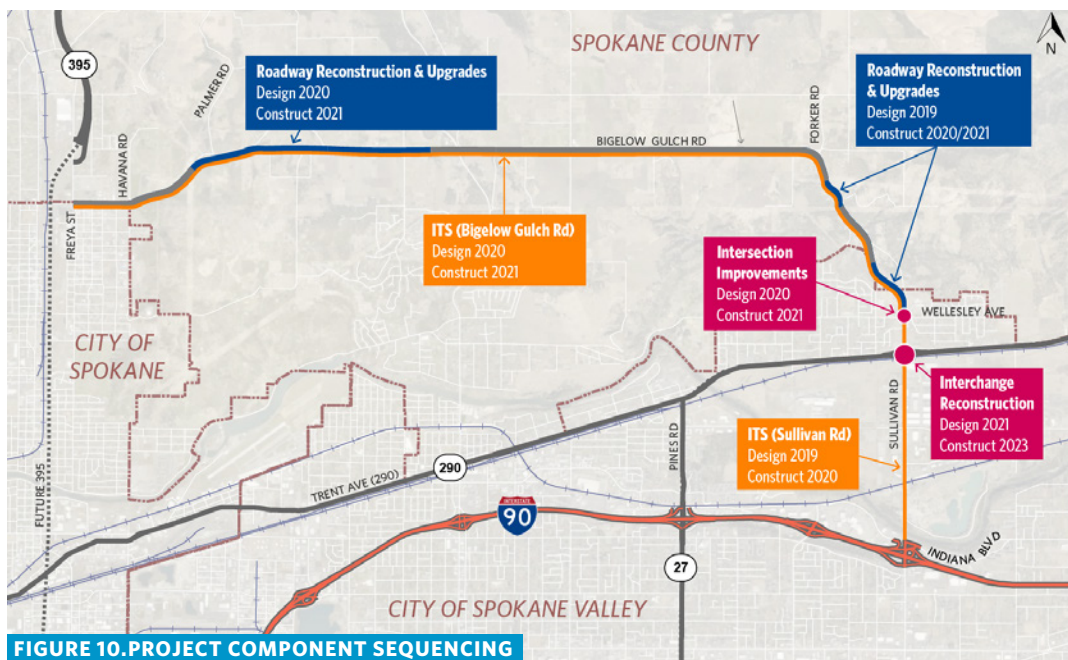 SPOKANE COUNTY
N
395
PALMER RD
Roadway Reconstruction & Upgrades
Design 2020
Construct 2021
Roadway Reconstruction
& Upgrades
Design 2019
Construct 2020/2021
FORKER RD
BIGELOW GULCH RD
HAVANA RD
FREYA ST
ITS (Bigelow Gulch Rd)
Design 2020
Construct 2021
Intersection
Improvements
Design 2020
Construct 2021
WELLESLEY AVE
CITY OF
SPOKANE
Interchange
Reconstruction
Design 2021
Construct 2023
SULLIVAN RD
ITS (Sullivan Rd)
Design 2019
Construct 2020
PINES RD
TRENT AVE (290)
290
FUTURE 395
INTERSTATE
90
INDIANA BLVD
27
CITY OF SPOKANE VALLEY
FIGURE 10.PROJECT COMPONENT SEQUENCING